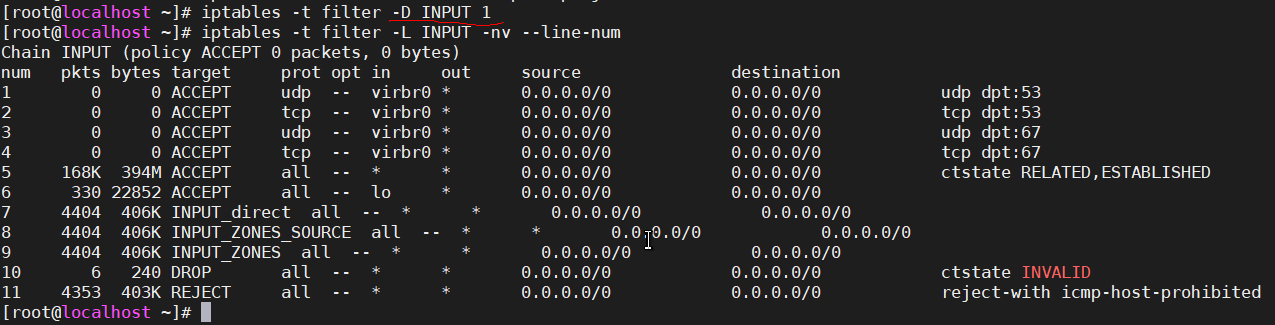 [root@localhost ~]# iptables -t filter -D INPUT 1
[root@localhost ~]# iptables -t filter -L INPUT -nv --line-num
Chain INPUT (policy ACCEPT 0 packets, 0 bytes)
num   pkts bytes target     prot opt in     out     source               destination
1        0     0 ACCEPT     udp  --  virbr0 *       0.0.0.0/0            0.0.0.0/0            udp dpt:53
2        0     0 ACCEPT     tcp  --  virbr0 *       0.0.0.0/0            0.0.0.0/0            tcp dpt:53
3        0     0 ACCEPT     udp  --  virbr0 *       0.0.0.0/0            0.0.0.0/0            udp dpt:67
4        0     0 ACCEPT     tcp  --  virbr0 *       0.0.0.0/0            0.0.0.0/0            tcp dpt:67
5     168K  394M ACCEPT     all  --  *      *       0.0.0.0/0            0.0.0.0/0            ctstate RELATED,ESTABLISHED
6      330 22852 ACCEPT     all  --  lo     *       0.0.0.0/0            0.0.0.0/0
7     4404  406K INPUT_direct  all  --  *      *       0.0.0.0/0            0.0.0.0/0
8     4404  406K INPUT_ZONES_SOURCE  all  --  *      *       0.0.0.0/0            0.0.0.0/0
9     4404  406K INPUT_ZONES  all  --  *      *       0.0.0.0/0            0.0.0.0/0
10       6   240 DROP       all  --  *      *       0.0.0.0/0            0.0.0.0/0            ctstate INVALID
11    4353  403K REJECT     all  --  *      *       0.0.0.0/0            0.0.0.0/0            reject-with icmp-host-prohibited
[root@localhost ~]#